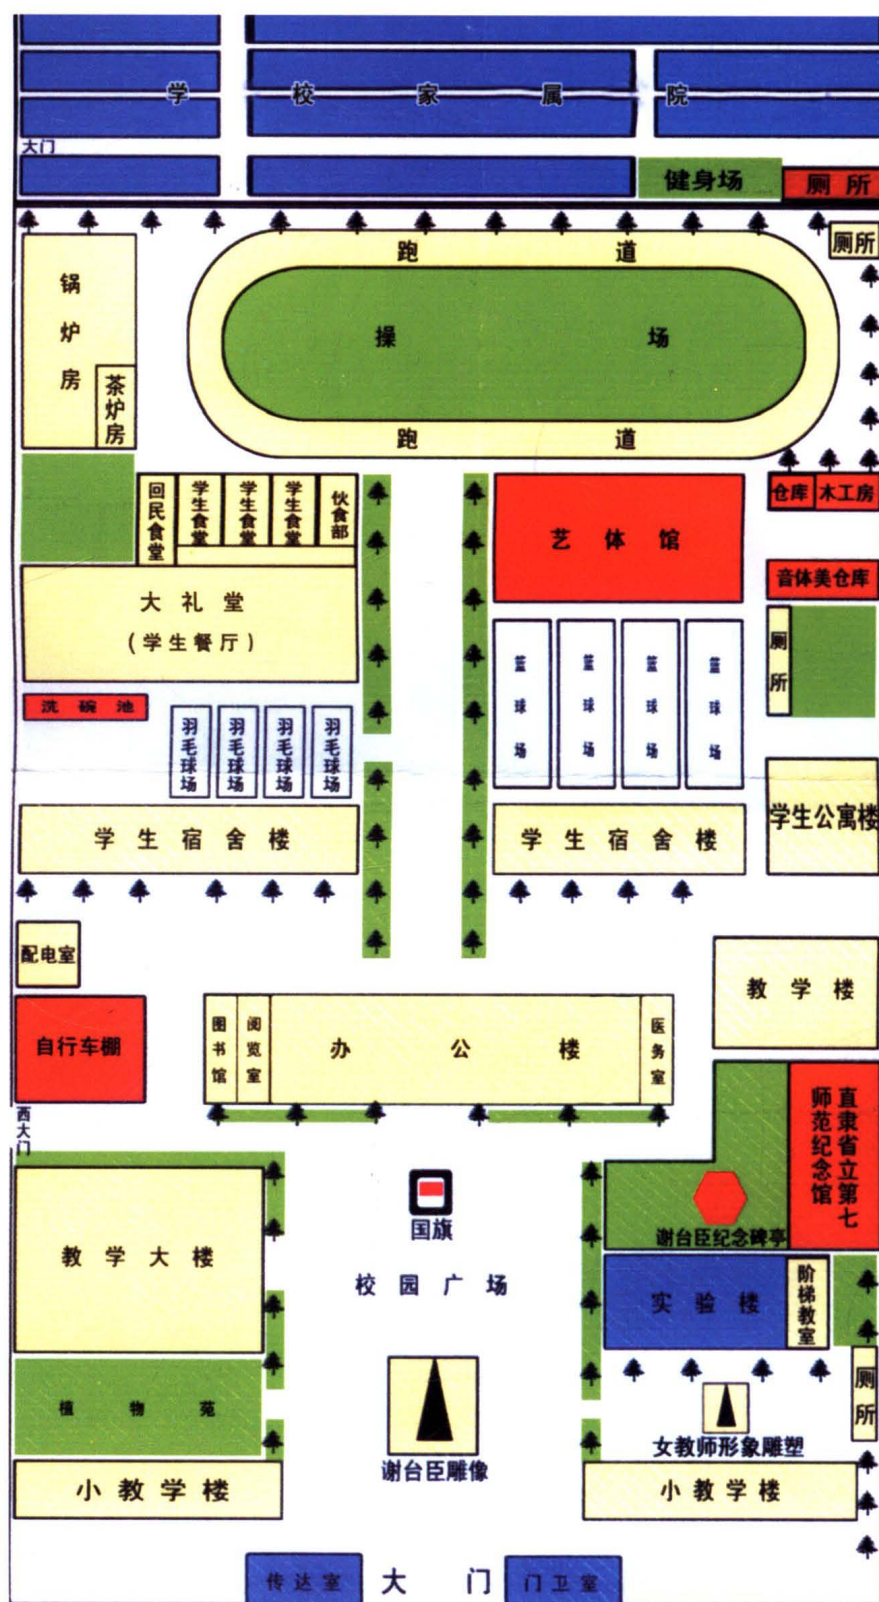 学校家属院
大门
健身场
厕所
跑道
厕所
锅炉房
茶炉房
操场
跑道
回民食堂
学生食堂
学生食堂
学生食堂
伙食部
艺体馆
仓库
木工房
音体美仓库
大礼堂
(学生餐厅)
厕所
篮球场
篮球场
篮球场
篮球场
洗碗池
羽毛球场
羽毛球场
羽毛球场
羽毛球场
学生宿舍楼
学生宿舍楼
学生公寓楼
配电室
教学楼
自行车棚
图书馆
阅览室
办公楼
医务室
西大门
直隶省立第七
师范纪念馆
谢台臣纪念碑亭
国旗
教学大楼
校园广场
实验楼
阶梯教室
厕所
植物苑
谢台臣雕像
女教师形象雕塑
小教学楼
小教学楼
传达室
大门
门卫室